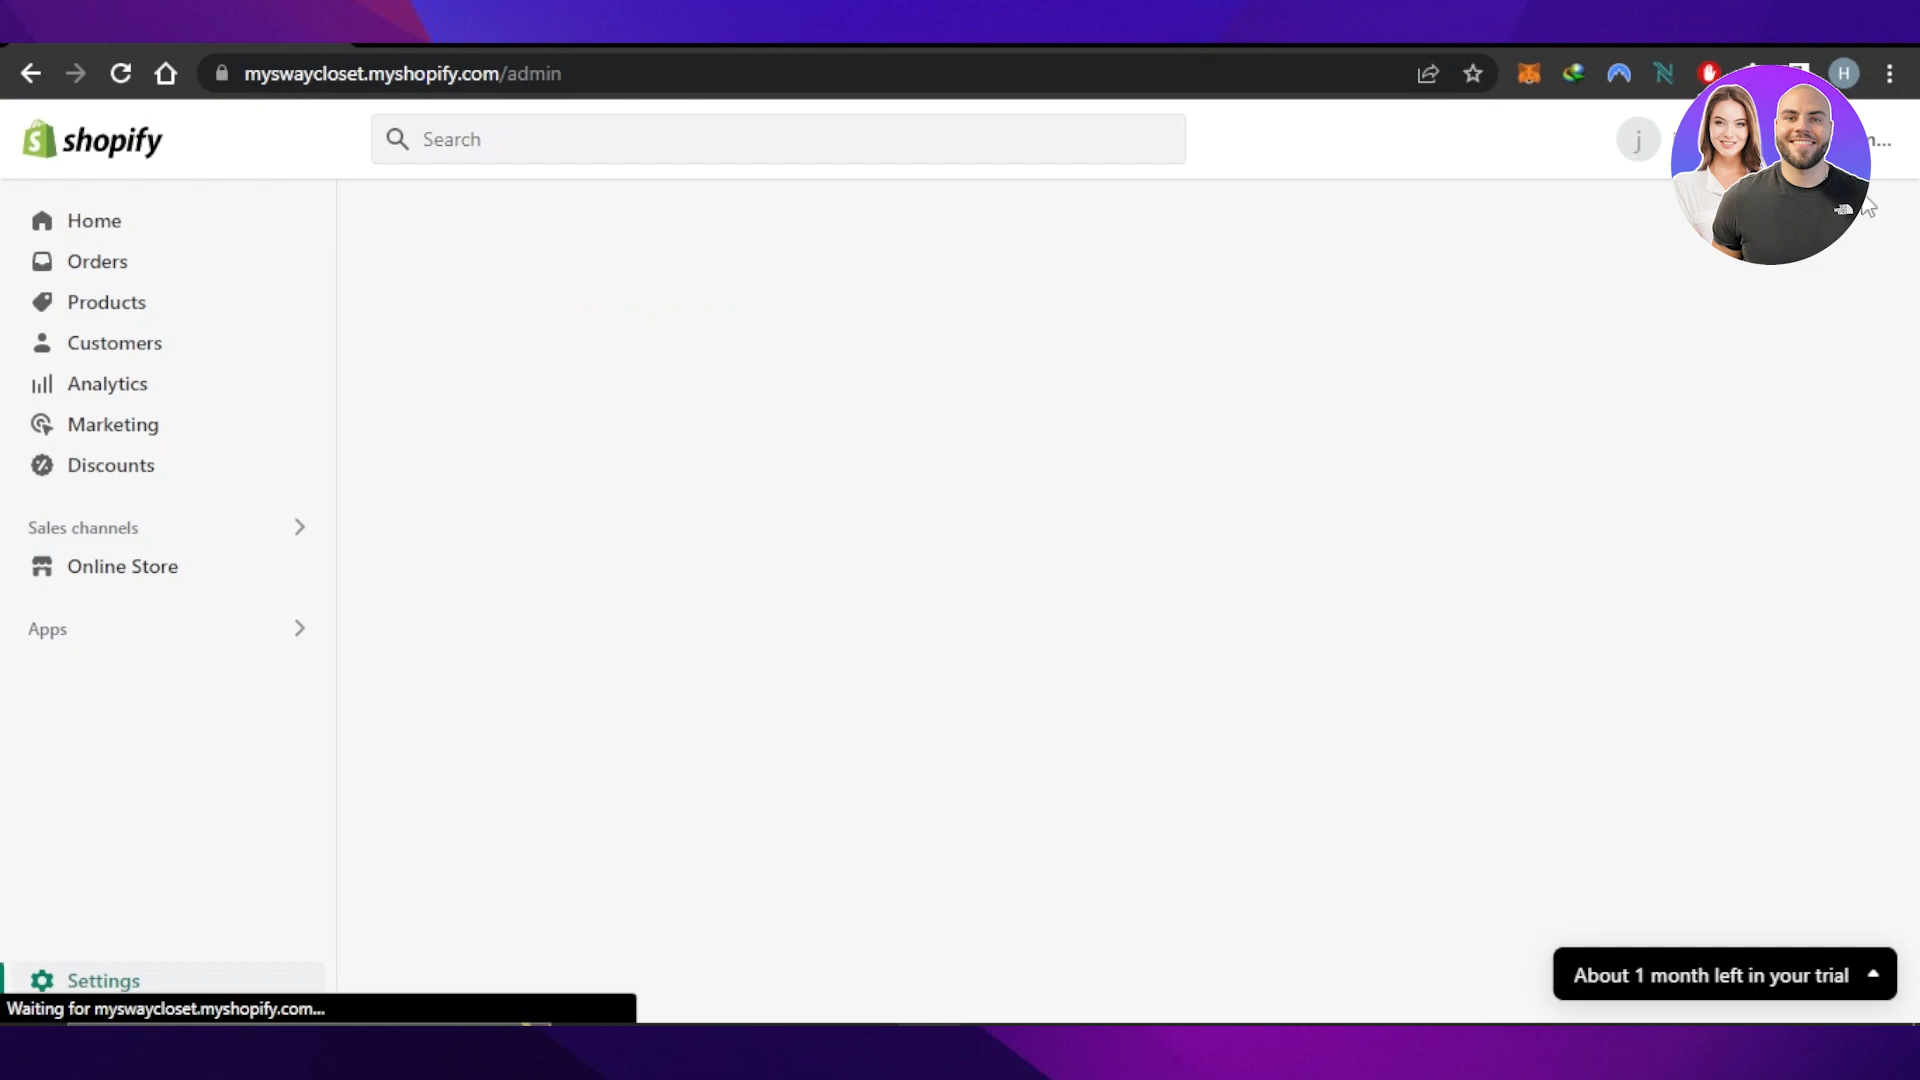 myswaycloset.myshopify.com/admin
H
shopify
Search
j
n...
Home
Orders
Products
Customers
Analytics
Marketing
Discounts
Sales channels
Online Store
Apps
Settings
About 1 month left in your trial
Waiting for myswaycloset.myshopify.com...